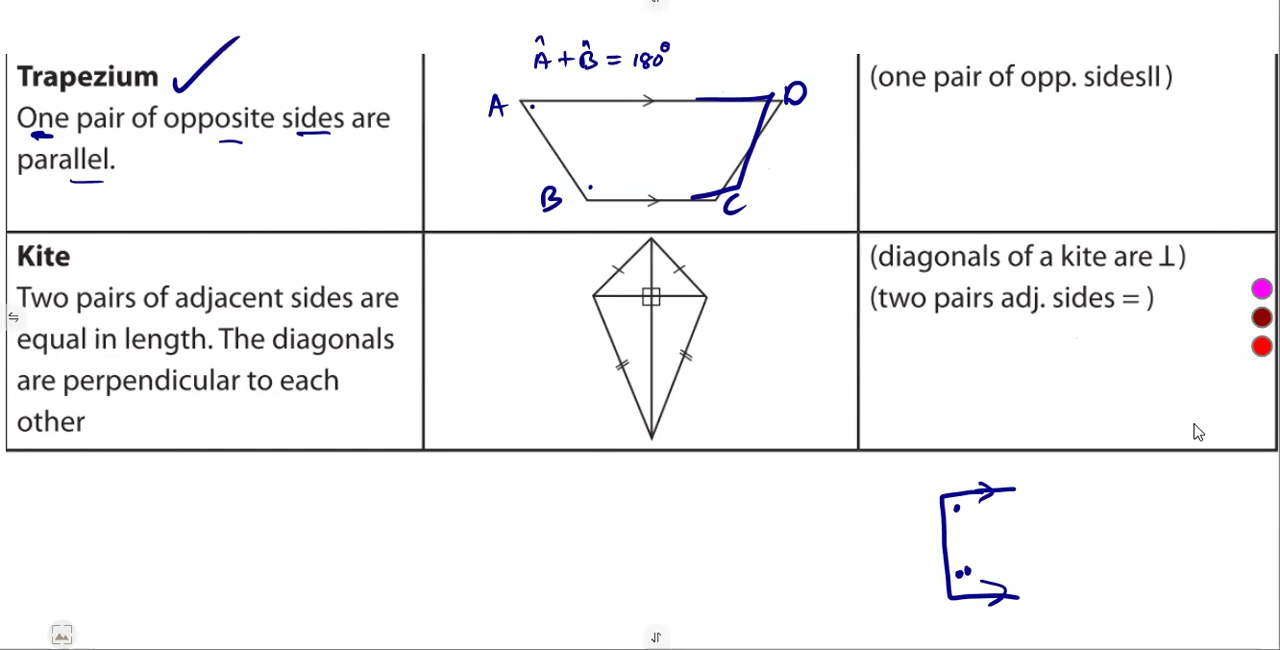 Trapezium
One pair of opposite sides are
parallel.
Â + B̂ = 180°
A
D
B
C
(one pair of opp. sidesII)
Kite
Two pairs of adjacent sides are
equal in length. The diagonals
are perpendicular to each
other
(diagonals of a kite are ⊥)
(two pairs adj. sides = )